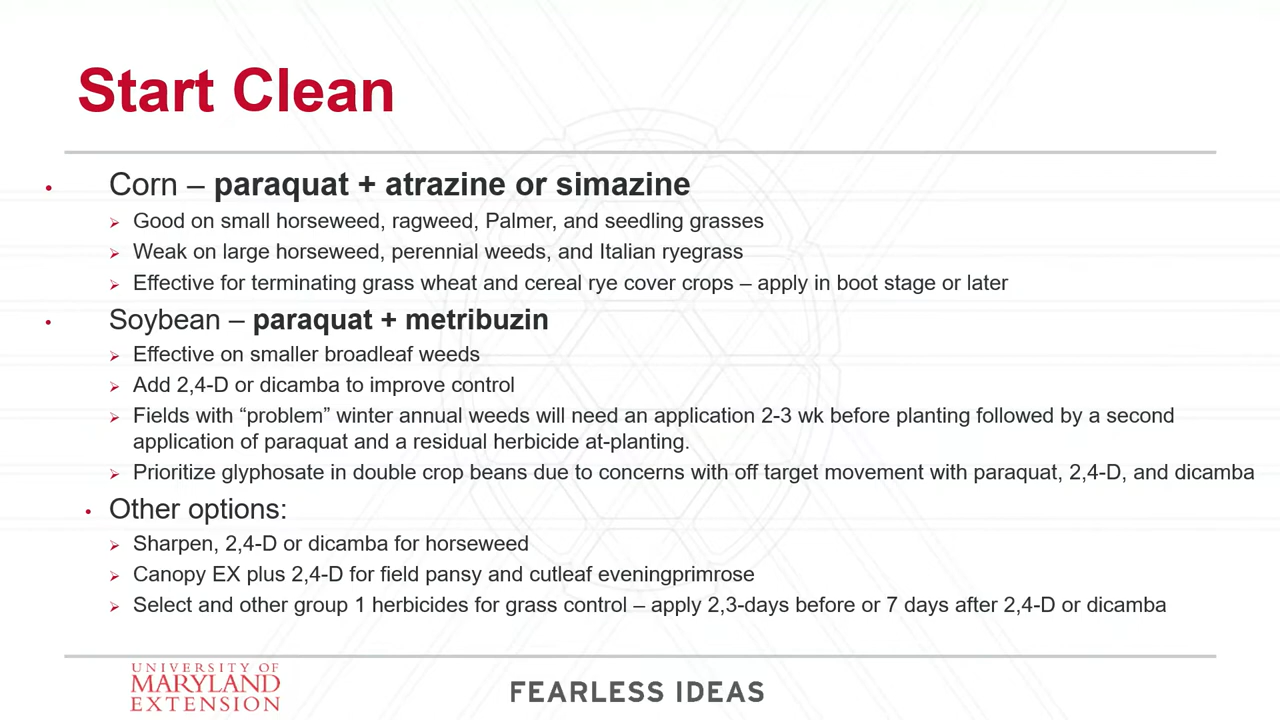 Start Clean
• Corn – paraquat + atrazine or simazine
➢ Good on small horseweed, ragweed, Palmer, and seedling grasses
➢ Weak on large horseweed, perennial weeds, and Italian ryegrass
➢ Effective for terminating grass wheat and cereal rye cover crops – apply in boot stage or later
• Soybean – paraquat + metribuzin
➢ Effective on smaller broadleaf weeds
➢ Add 2,4-D or dicamba to improve control
➢ Fields with “problem” winter annual weeds will need an application 2-3 wk before planting followed by a second
application of paraquat and a residual herbicide at-planting.
➢ Prioritize glyphosate in double crop beans due to concerns with off target movement with paraquat, 2,4-D, and dicamba
• Other options:
➢ Sharpen, 2,4-D or dicamba for horseweed
➢ Canopy EX plus 2,4-D for field pansy and cutleaf eveningprimrose
➢ Select and other group 1 herbicides for grass control – apply 2,3-days before or 7 days after 2,4-D or dicamba
UNIVERSITY OF
MARYLAND
EXTENSION
FEARLESS IDEAS